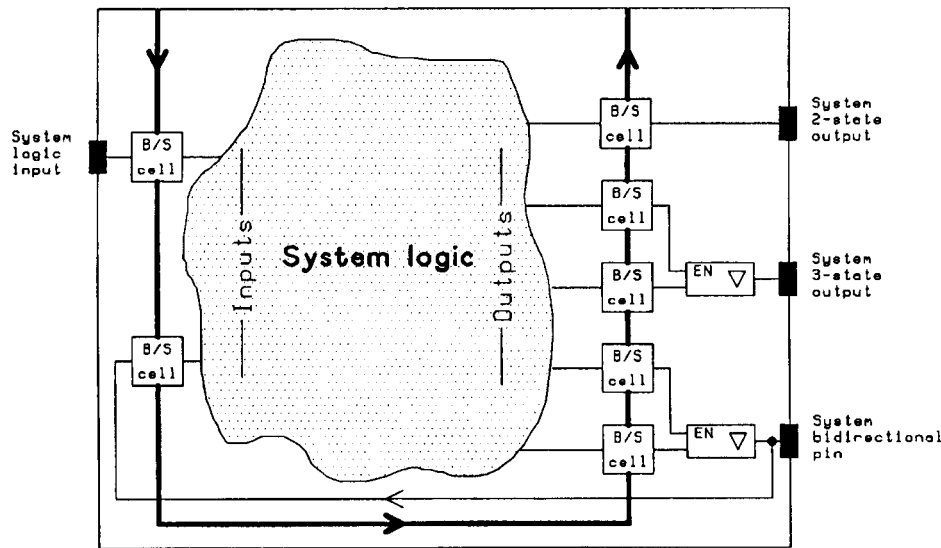 System
logic
input
B/S
cell
B/S
cell
Inputs
System logic
Outputs
B/S
cell
B/S
cell
B/S
cell
B/S
cell
B/S
cell
EN
EN
System
2-state
output
System
3-state
output
System
bidirectional
pin